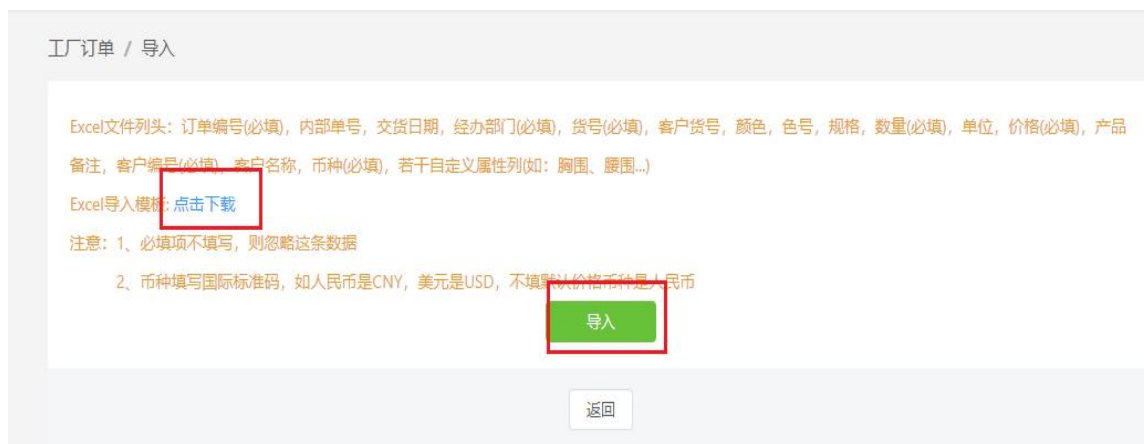 工厂订单 / 导入
Excel文件列头：订单编号(必填)，内部单号，交货日期，经办部门(必填)，货号(必填)，客户货号，颜色，色号，规格，数量(必填)，单位，价格(必填)，产品
备注，客户编号(必填)，客户名称，币种(必填)，若干自定义属性列(如：胸围、腰围...)
Excel导入模板: 点击下载
注意：1、必填项不填写，则忽略这条数据
2、币种填写国际标准码，如人民币是CNY，美元是USD，不填默认价格币种是人民币
导入
返回